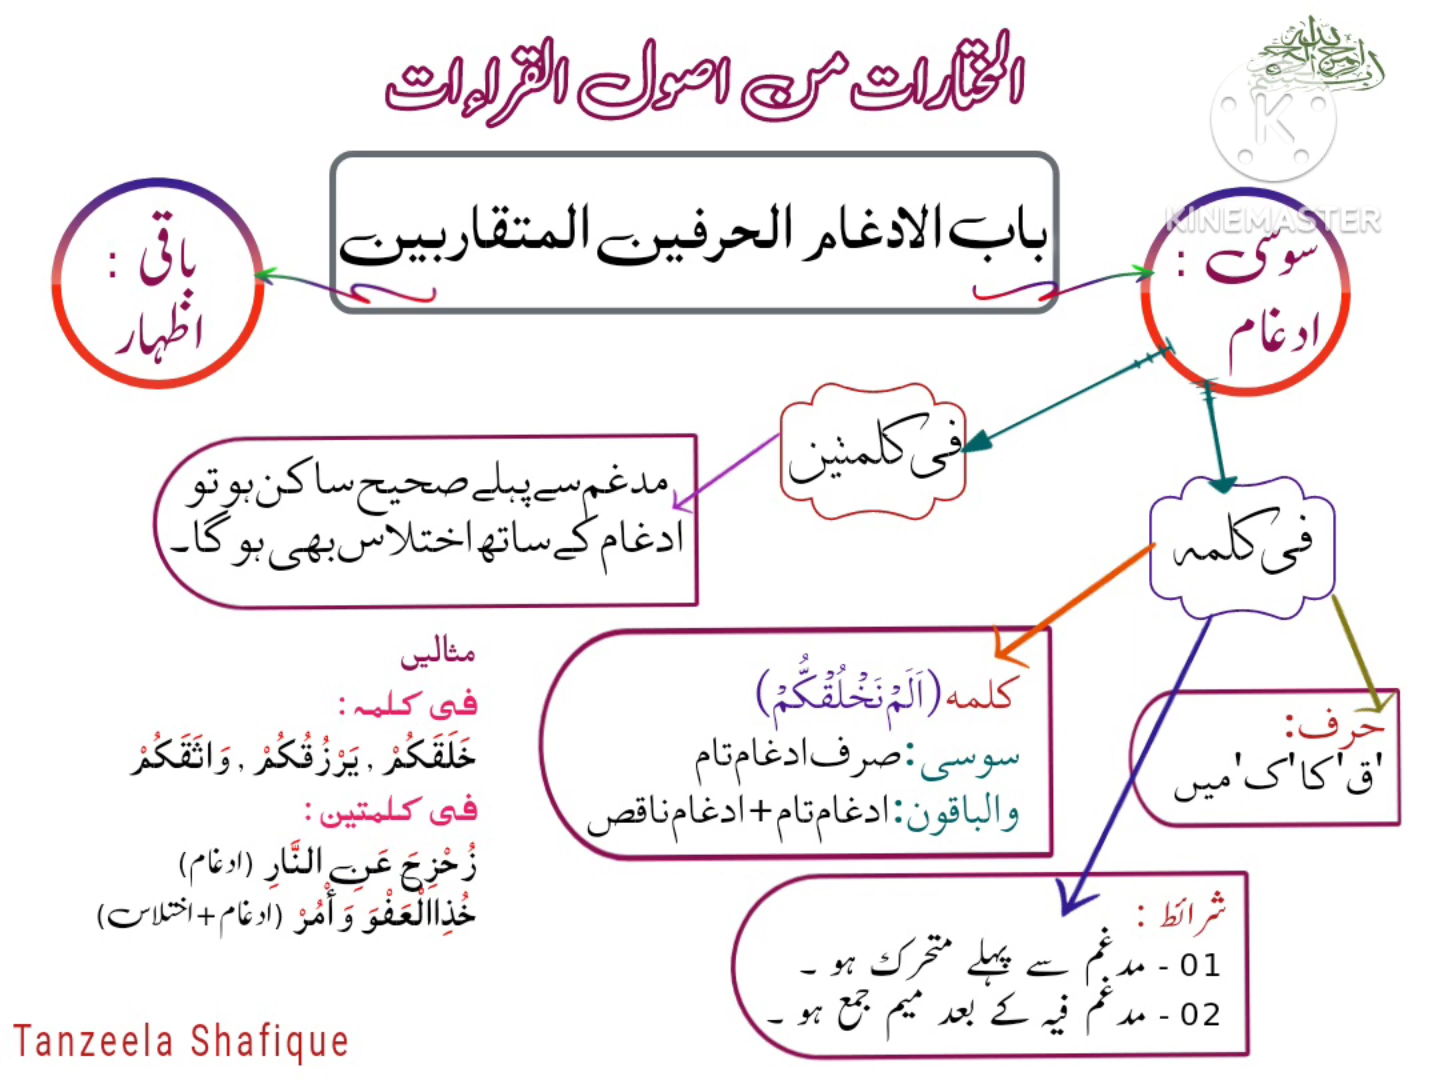 المختارات من اصول القراءات
KINEMASTER
باب الادغام الحرفین المتقاربین
سوسی :
ادغام
باقی :
اظہار
فی کلمتین
مدغم سے پہلے صحیح ساکن ہو تو
ادغام کے ساتھ اختلاس بھی ہو گا۔
فی کلمہ
حرف:
'ق' کا 'ک' میں
کلمہ (اَلَمْ نَخْلُقْكُّمْ)
سوسی: صرف ادغام تام
والباقون: ادغام تام + ادغام ناقص
شرائط :
01 - مدغم سے پہلے متحرک ہو ۔
02 - مدغم فیہ کے بعد میم جمع ہو ۔
مثالیں
فی کلمہ :
خَلَقَكُمْ , يَرْزُقُكُمْ , وَاثَقَكُمْ
فی کلمتین :
زُحْزِحَ عَنِ النَّارِ (ادغام)
خُذِاالْعَفْوَ وَ أْمُرْ (ادغام + اختلاس)
Tanzeela Shafique